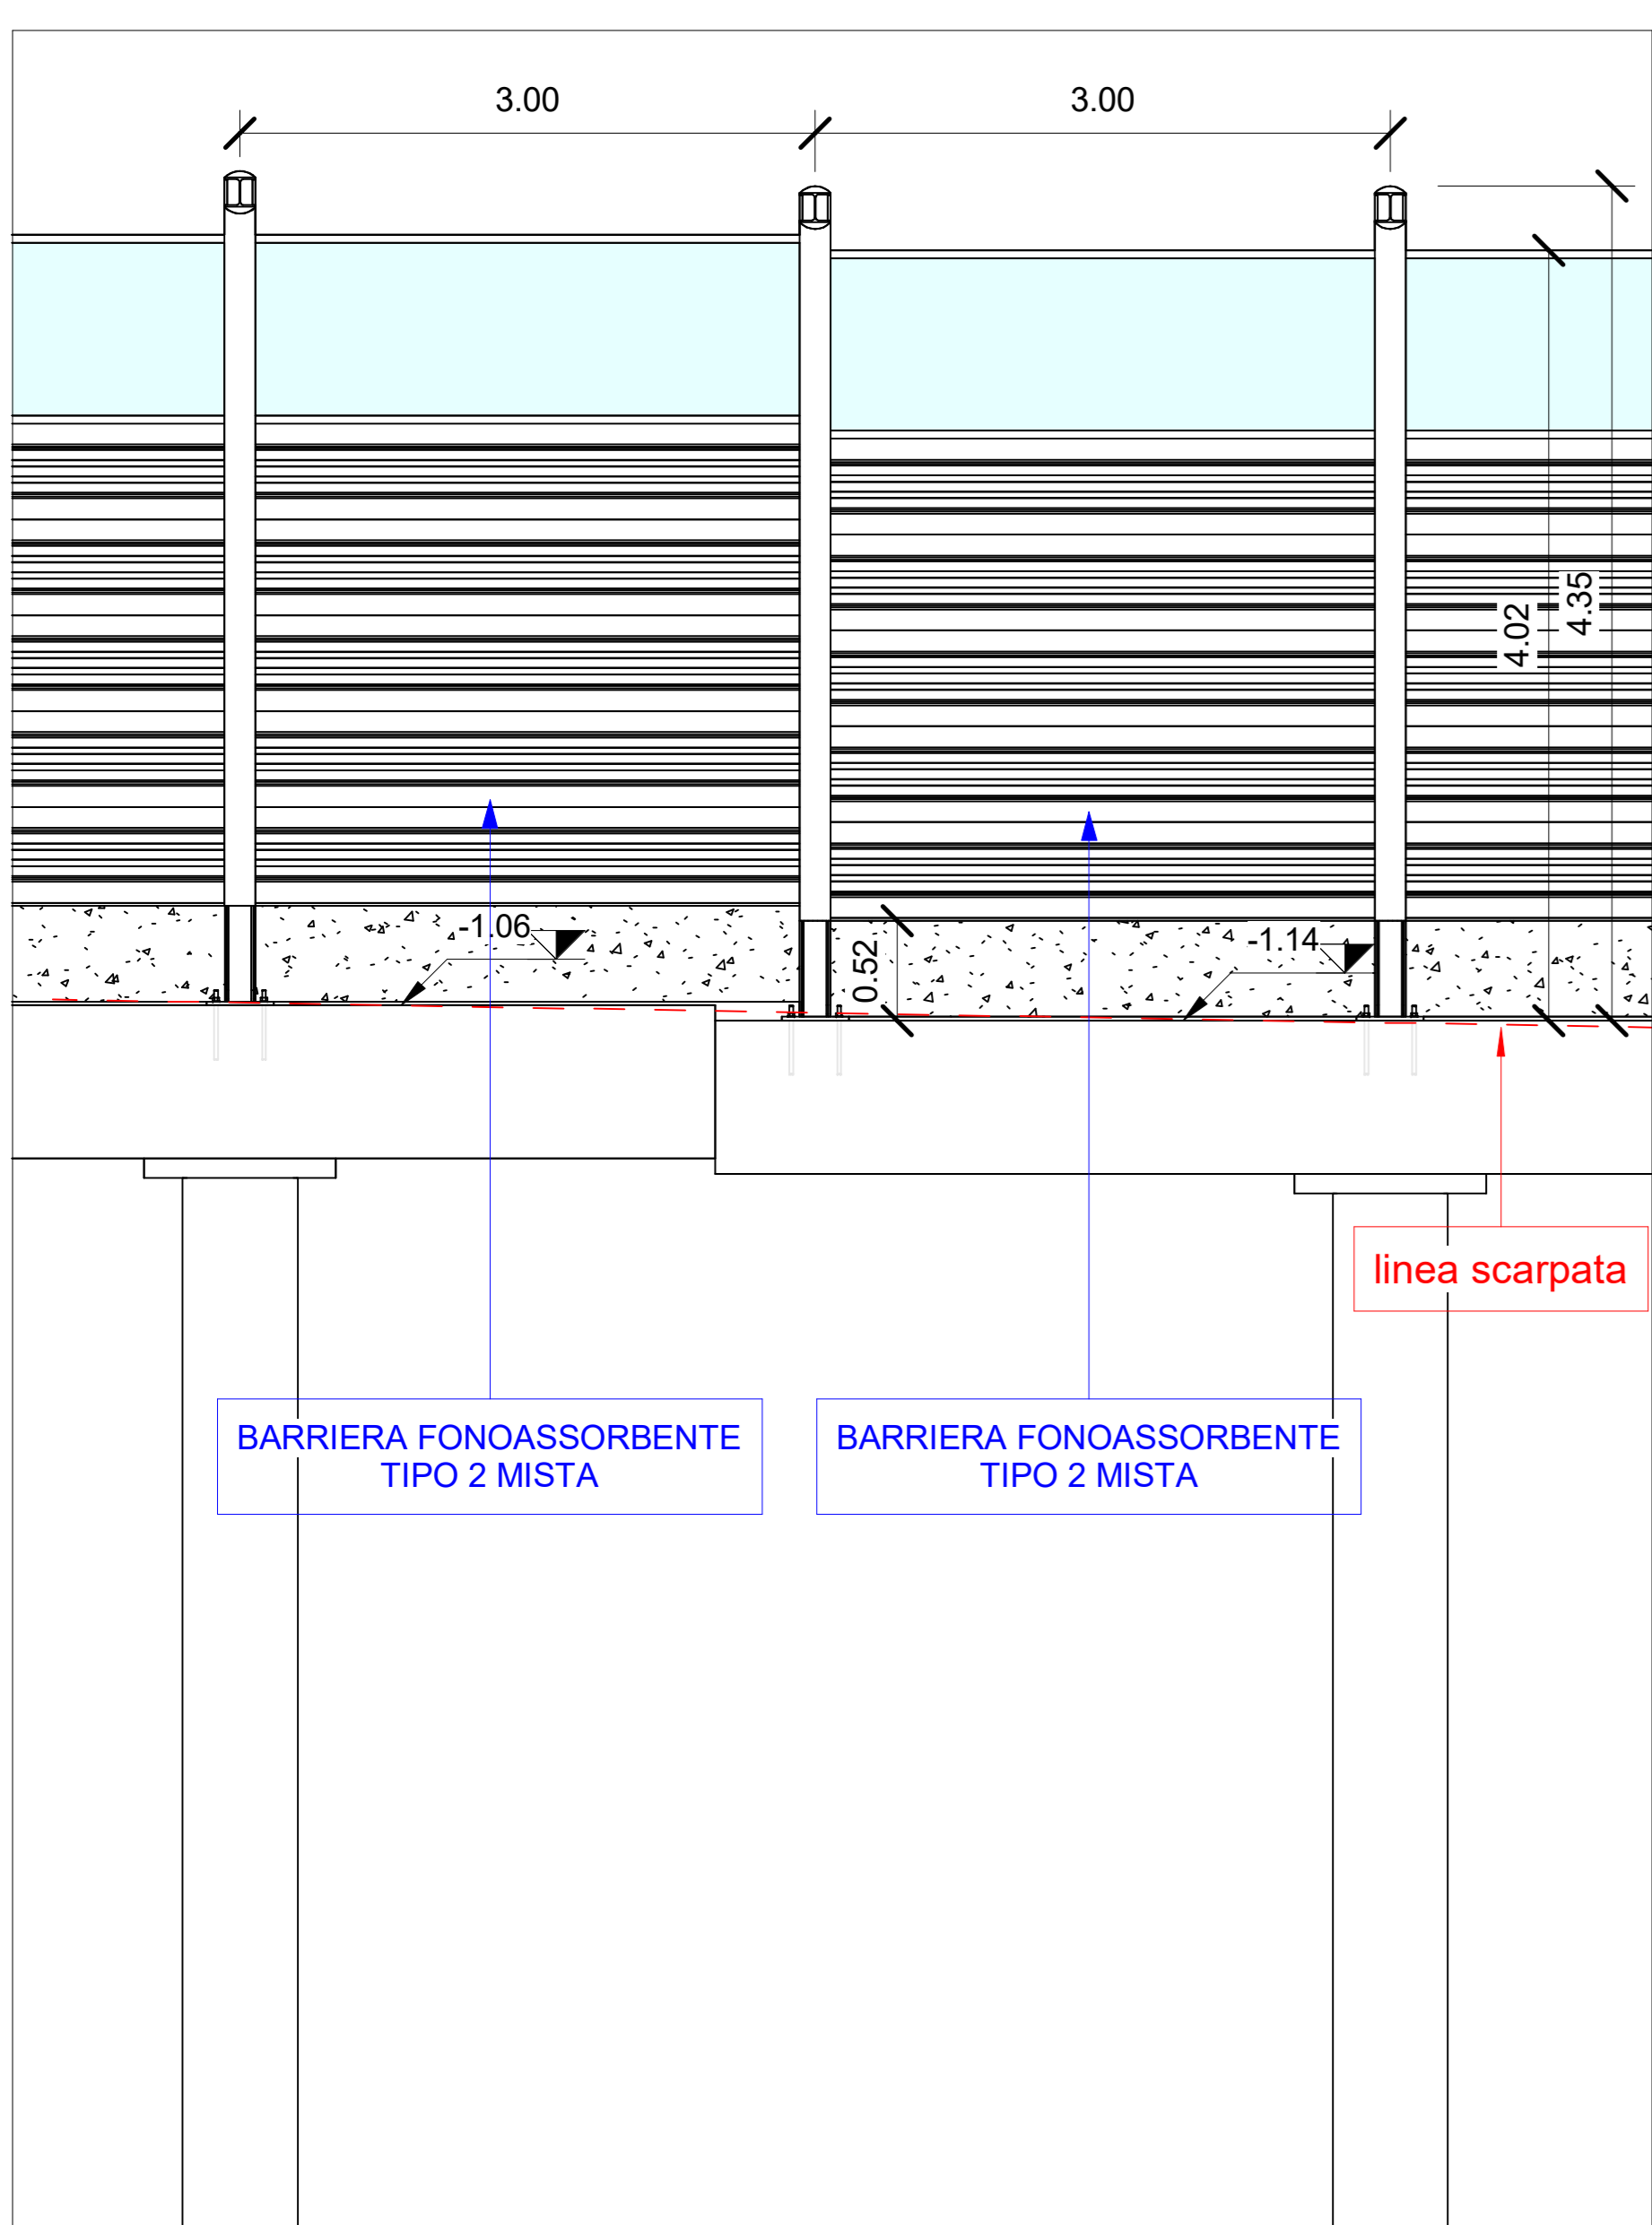 3.00
3.00
4.02
4.35
-1.06
0.52
-1.14
linea scarpata
BARRIERA FONOASSORBENTE
TIPO 2 MISTA
BARRIERA FONOASSORBENTE
TIPO 2 MISTA